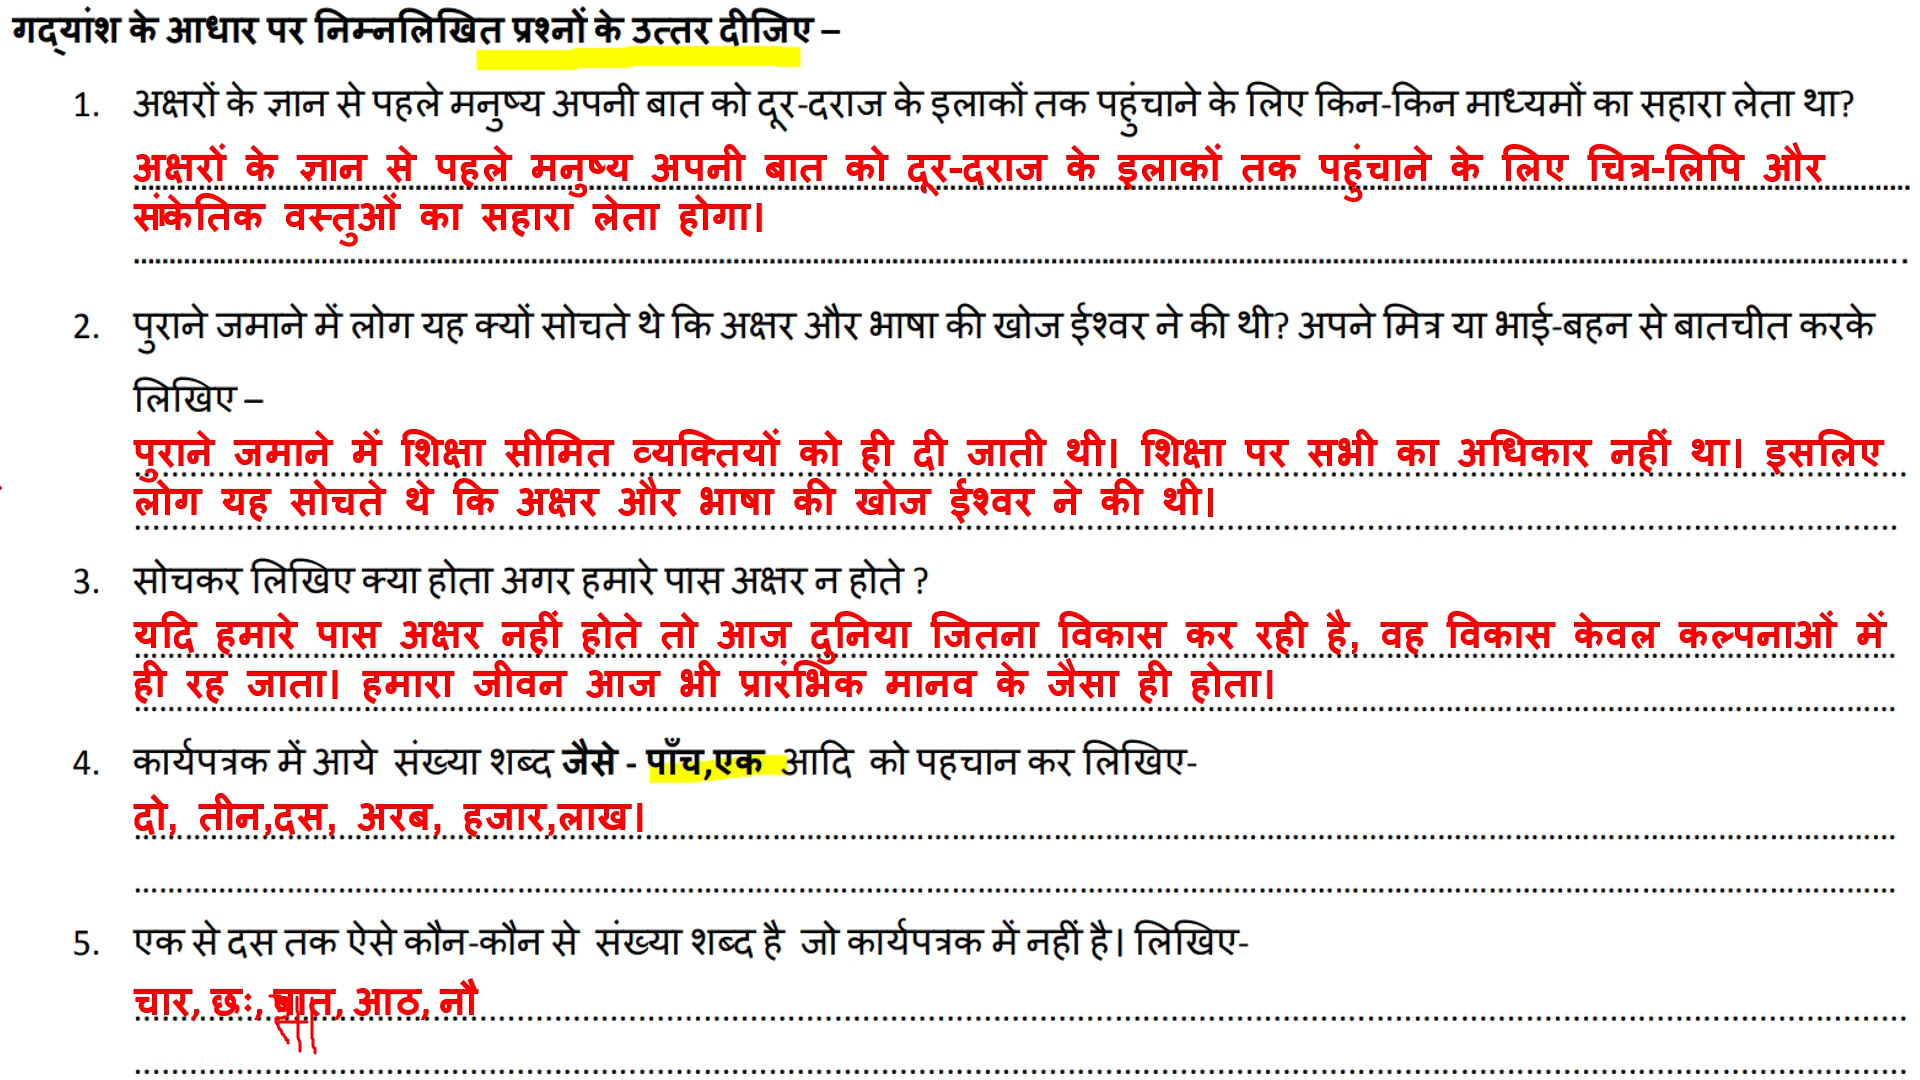 गद्यांश के आधार पर निम्नलिखित प्रश्नों के उत्तर दीजिए –
1. अक्षरों के ज्ञान से पहले मनुष्य अपनी बात को दूर-दराज के इलाकों तक पहुंचाने के लिए किन-किन माध्यमों का सहारा लेता था?
अक्षरों के ज्ञान से पहले मनुष्य अपनी बात को दूर-दराज के इलाकों तक पहुंचाने के लिए चित्र-लिपि और
सांकेतिक वस्तुओं का सहारा लेता होगा।
2. पुराने जमाने में लोग यह क्यों सोचते थे कि अक्षर और भाषा की खोज ईश्वर ने की थी? अपने मित्र या भाई-बहन से बातचीत करके
लिखिए –
पुराने जमाने में शिक्षा सीमित व्यक्तियों को ही दी जाती थी। शिक्षा पर सभी का अधिकार नहीं था। इसलिए
लोग यह सोचते थे कि अक्षर और भाषा की खोज ईश्वर ने की थी।
3. सोचकर लिखिए क्या होता अगर हमारे पास अक्षर न होते ?
यदि हमारे पास अक्षर नहीं होते तो आज दुनिया जितना विकास कर रही है, वह विकास केवल कल्पनाओं में
ही रह जाता। हमारा जीवन आज भी प्रारंभिक मानव के जैसा ही होता।
4. कार्यपत्रक में आये संख्या शब्द जैसे - पाँच,एक आदि को पहचान कर लिखिए-
दो, तीन,दस, अरब, हजार,लाख।
5. एक से दस तक ऐसे कौन-कौन से संख्या शब्द है जो कार्यपत्रक में नहीं है। लिखिए-
चार, छः, सात, आठ, नौ
सा